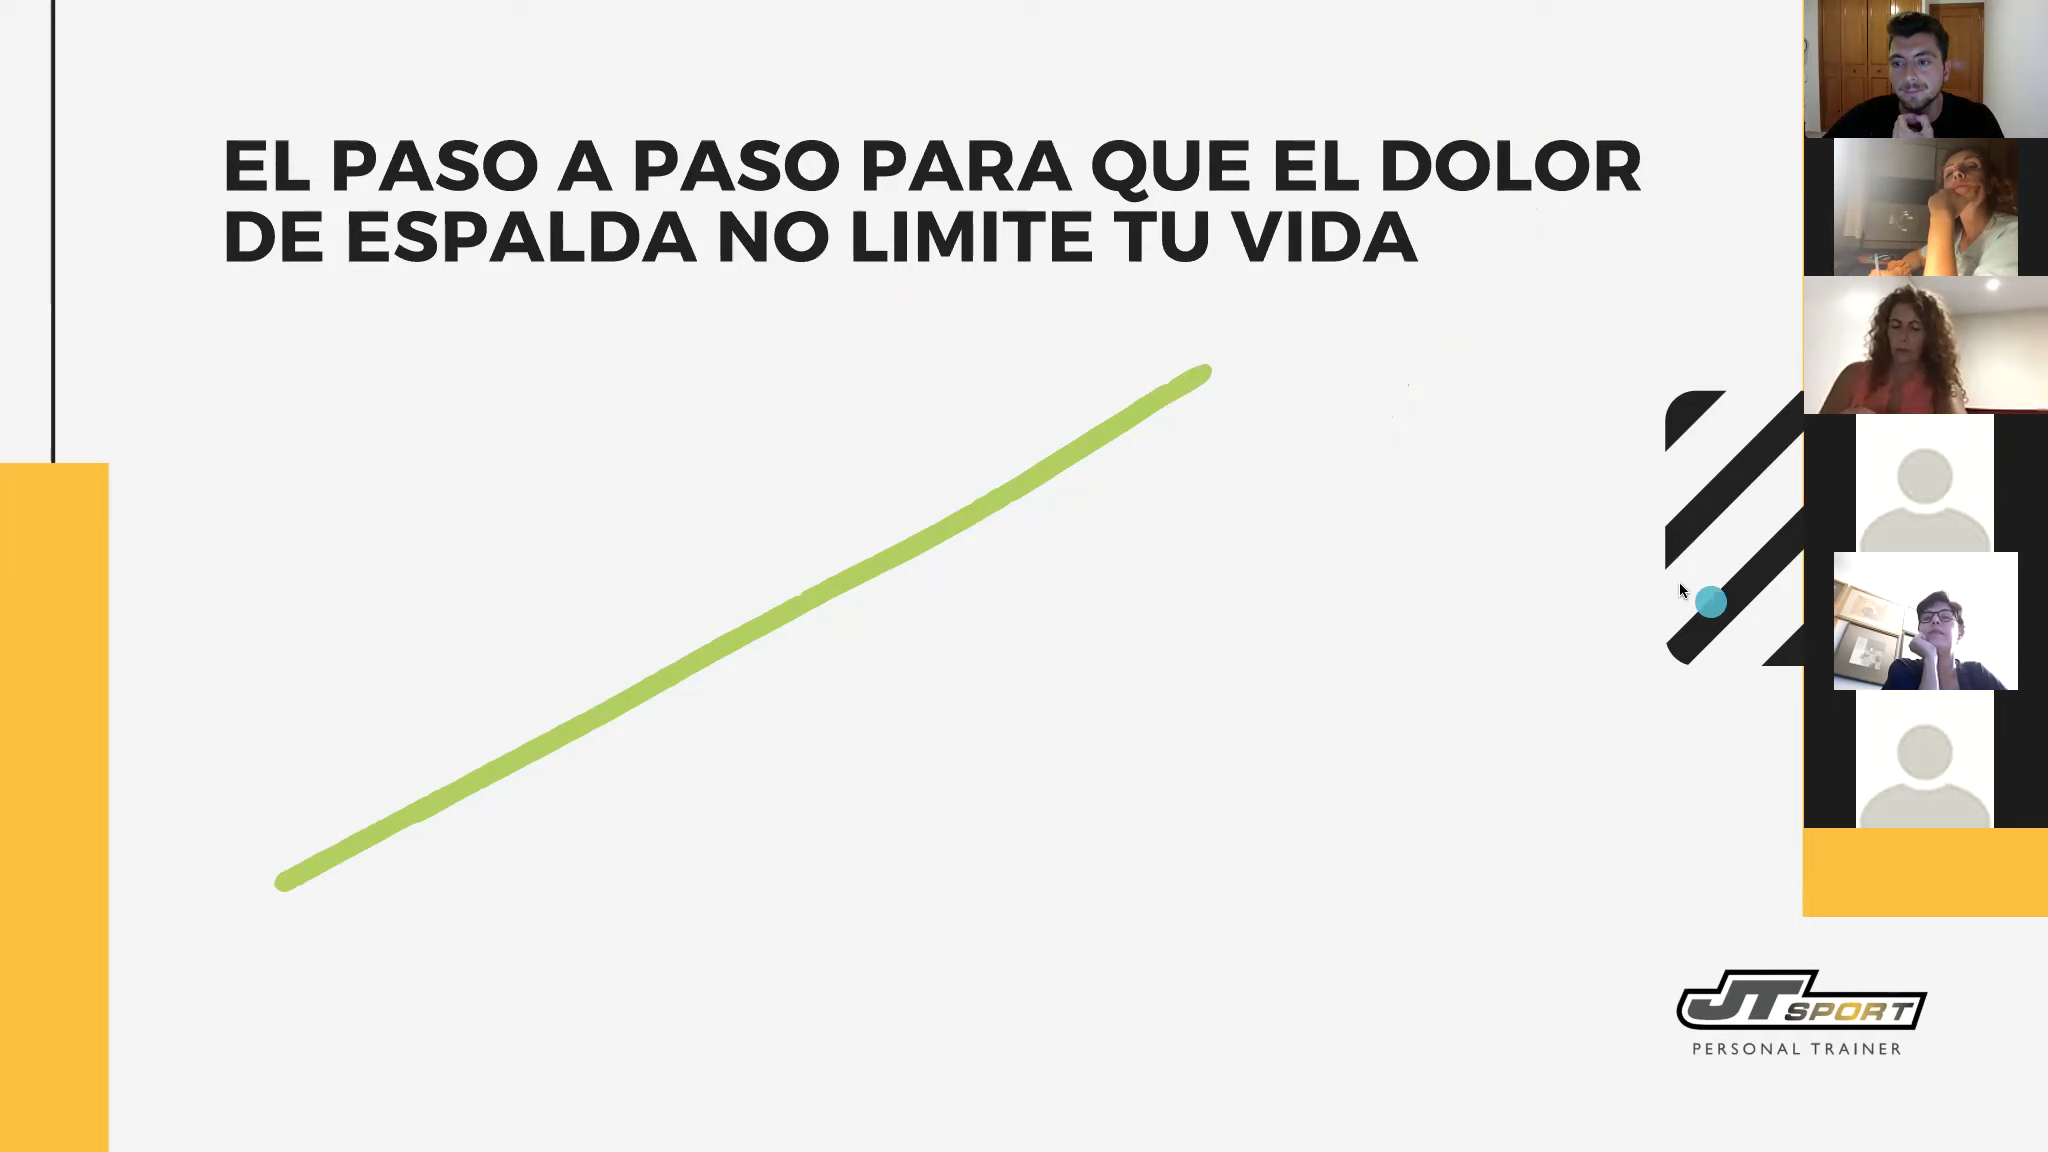 EL PASO A PASO PARA QUE EL DOLOR
DE ESPALDA NO LIMITE TU VIDA
JT SPORT
PERSONAL TRAINER